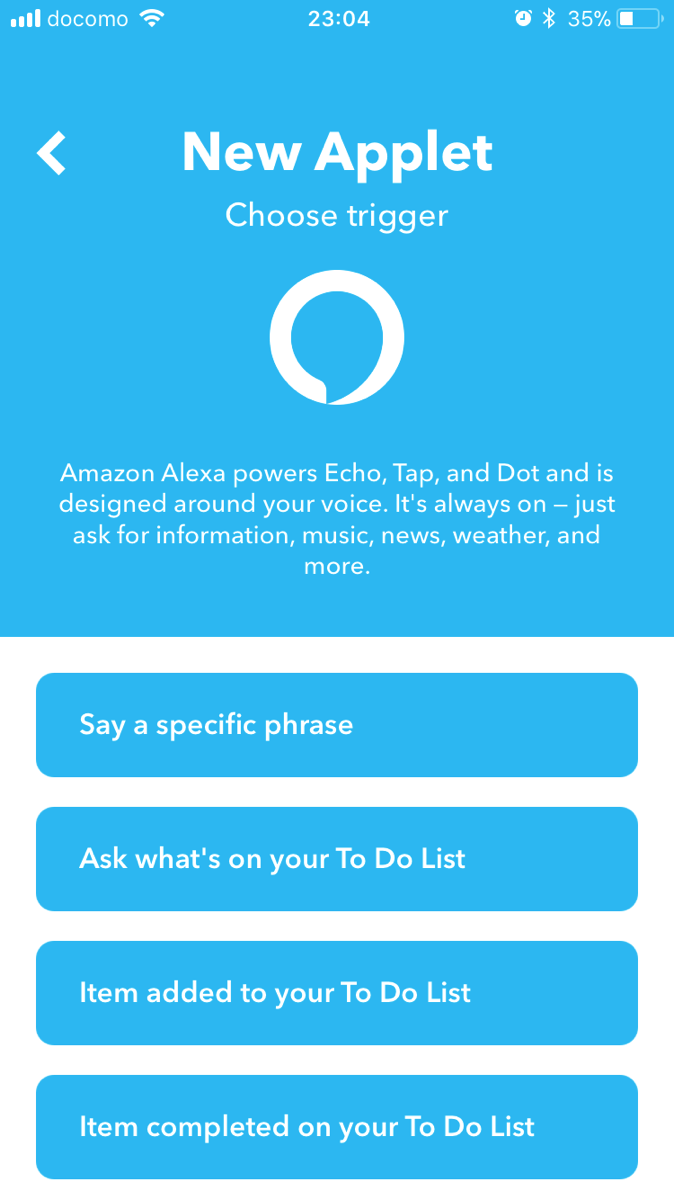 docomo 23:04 35%
New Applet
Choose trigger
Amazon Alexa powers Echo, Tap, and Dot and is
designed around your voice. It's always on – just
ask for information, music, news, weather, and
more.
Say a specific phrase
Ask what's on your To Do List
Item added to your To Do List
Item completed on your To Do List